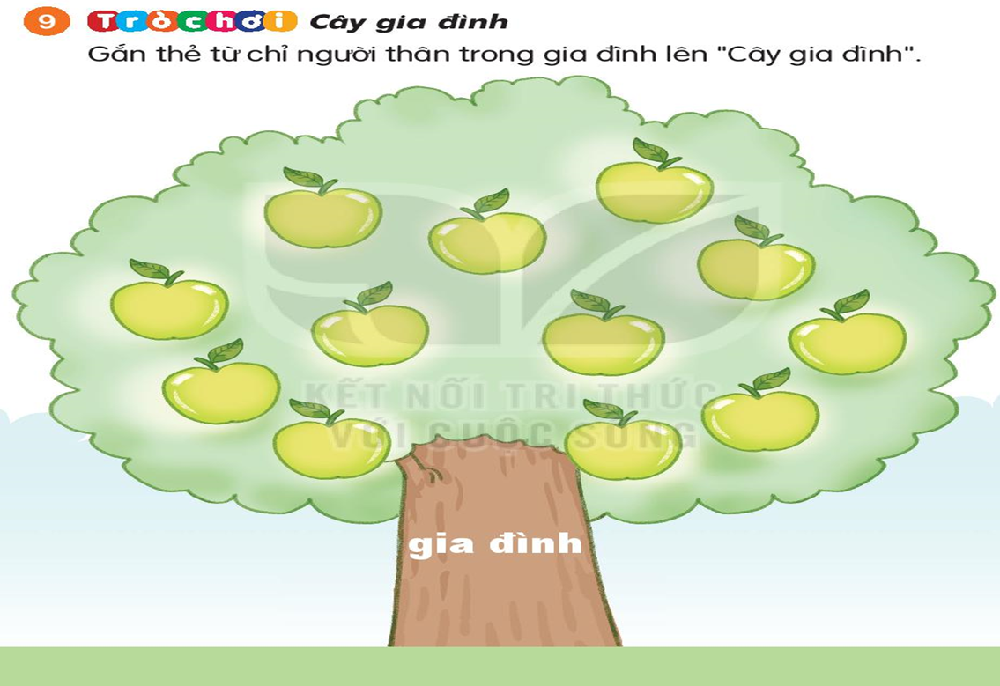 9 Trò chơi Cây gia đình
Gắn thẻ từ chỉ người thân trong gia đình lên "Cây gia đình".
KẾT NỐI TRI THỨC
VỚI CUỘC SỐNG
gia đình